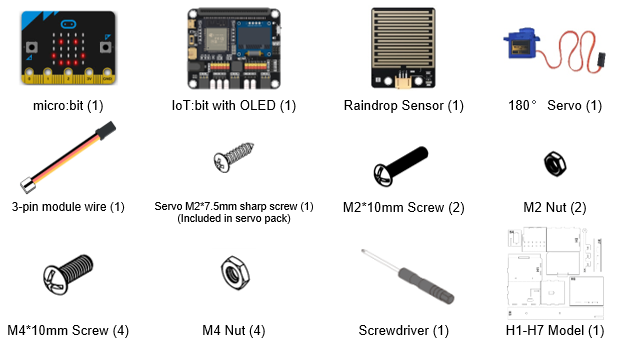 micro:bit (1)
IoT:bit with OLED (1)
Raindrop Sensor (1)
180° Servo (1)
3-pin module wire (1)
Servo M2*7.5mm sharp screw (1)
(Included in servo pack)
M2*10mm Screw (2)
M2 Nut (2)
M4*10mm Screw (4)
M4 Nut (4)
Screwdriver (1)
H1-H7 Model (1)